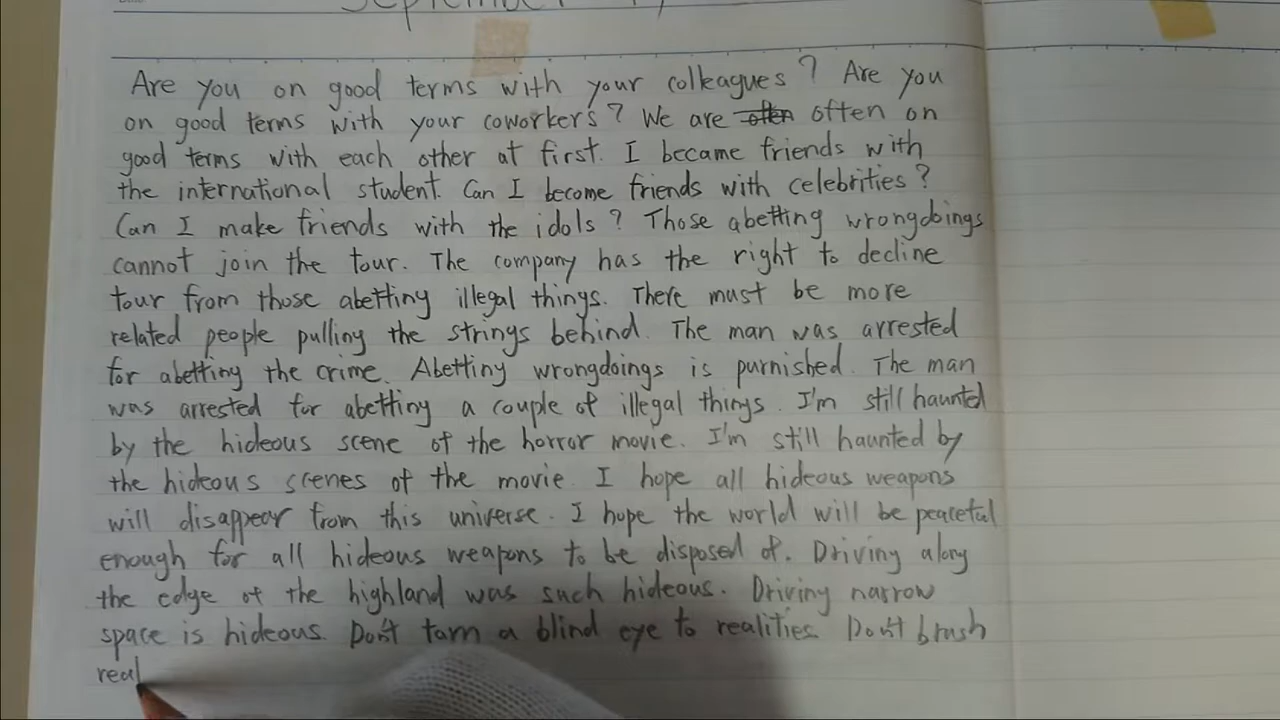 September
Are you on good terms with your colleagues? Are you
on good terms with your coworkers? We are often often on
good terms with each other at first. I became friends with
the international student. Can I become friends with celebrities?
Can I make friends with the idols? Those abetting wrongdoings
cannot join the tour. The company has the right to decline
tour from those abetting illegal things. There must be more
related people pulling the strings behind. The man was arrested
for abetting the crime. Abetting wrongdoings is purnished. The man
was arrested for abetting a couple of illegal things. I'm still haunted
by the hideous scene of the horror movie. I'm still haunted by
the hideous scenes of the movie. I hope all hideous weapons
will disappear from this universe. I hope the world will be peaceful
enough for all hideous weapons to be disposed of. Driving along
the edge of the highland was such hideous. Driving narrow
space is hideous. Don't turn a blind eye to realities. Don't brush
real